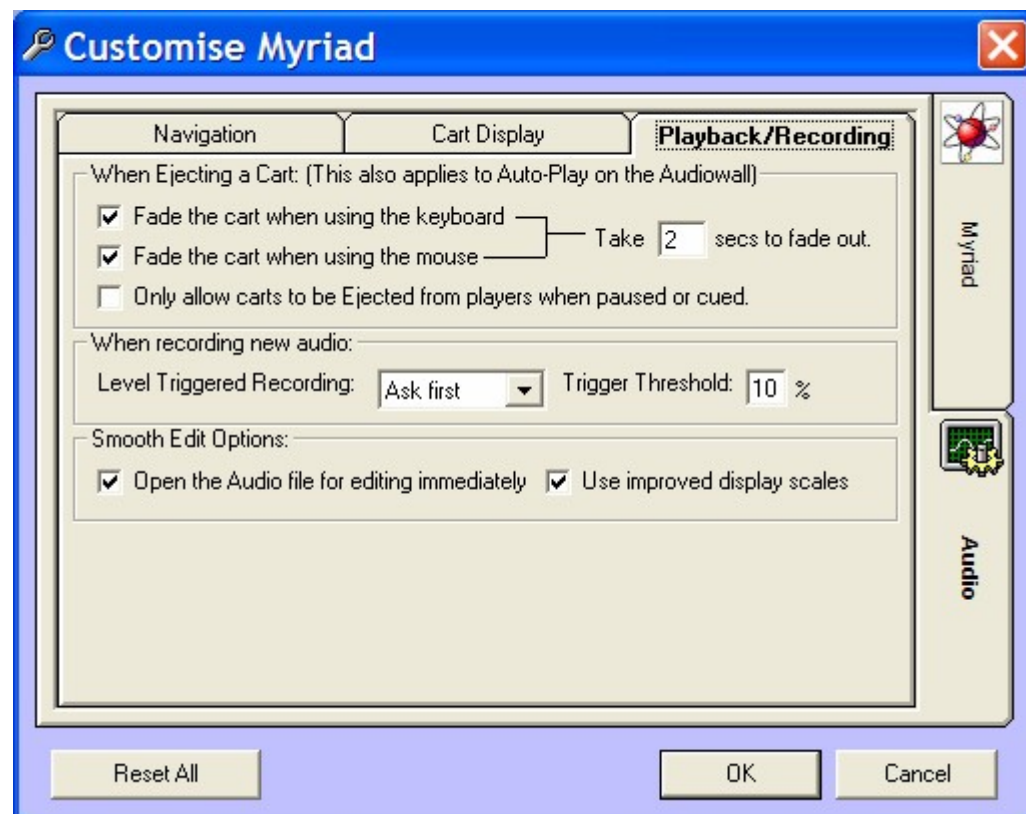 Customise Myriad
Navigation
Cart Display
Playback/Recording
When Ejecting a Cart: (This also applies to Auto-Play on the Audiowall)
Fade the cart when using the keyboard
Take 2 secs to fade out.
Fade the cart when using the mouse
Only allow carts to be Ejected from players when paused or cued.
When recording new audio:
Level Triggered Recording: Ask first Trigger Threshold: 10 %
Smooth Edit Options:
Open the Audio file for editing immediately Use improved display scales
Myriad
Audio
Reset All OK Cancel